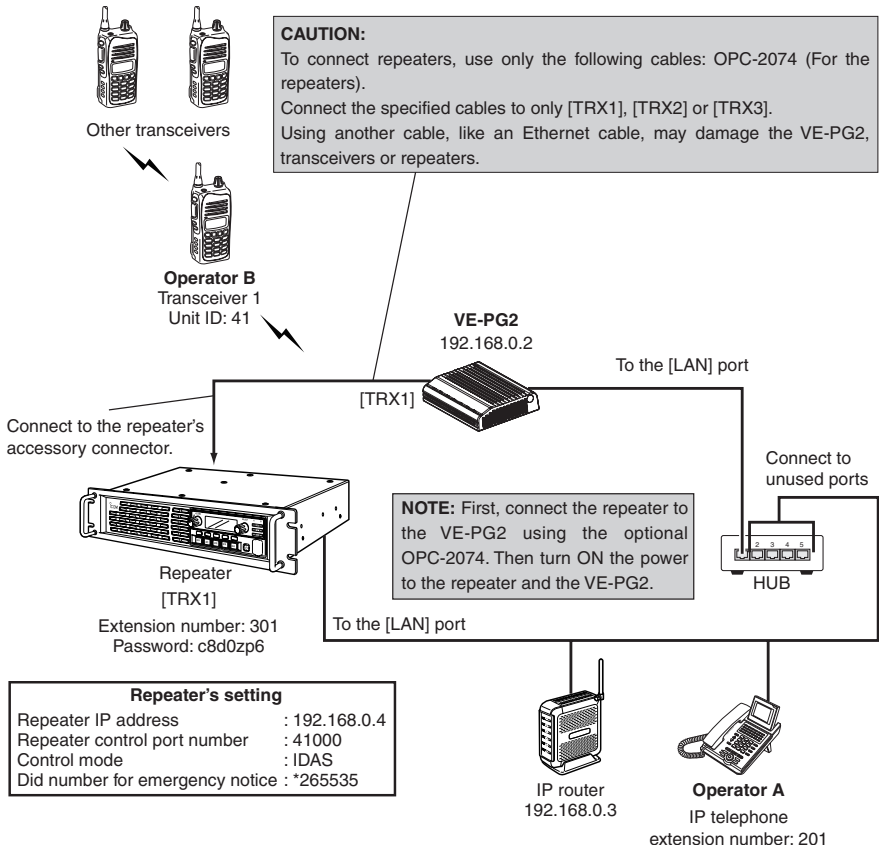 CAUTION:
To connect repeaters, use only the following cables: OPC-2074 (For the
repeaters).
Connect the specified cables to only [TRX1], [TRX2] or [TRX3].
Using another cable, like an Ethernet cable, may damage the VE-PG2,
transceivers or repeaters.
Other transceivers
Operator B
Transceiver 1
Unit ID: 41
VE-PG2
192.168.0.2
To the [LAN] port
[TRX1]
Connect to the repeater's
accessory connector.
Connect to
unused ports
NOTE: First, connect the repeater to
the VE-PG2 using the optional
OPC-2074. Then turn ON the power
to the repeater and the VE-PG2.
2 3 4 5
HUB
Repeater
[TRX1]
Extension number: 301
Password: c8d0zp6
To the [LAN] port
Repeater's setting
Repeater IP address : 192.168.0.4
Repeater control port number : 41000
Control mode : IDAS
Did number for emergency notice : *265535
IP router
192.168.0.3
Operator A
IP telephone
extension number: 201